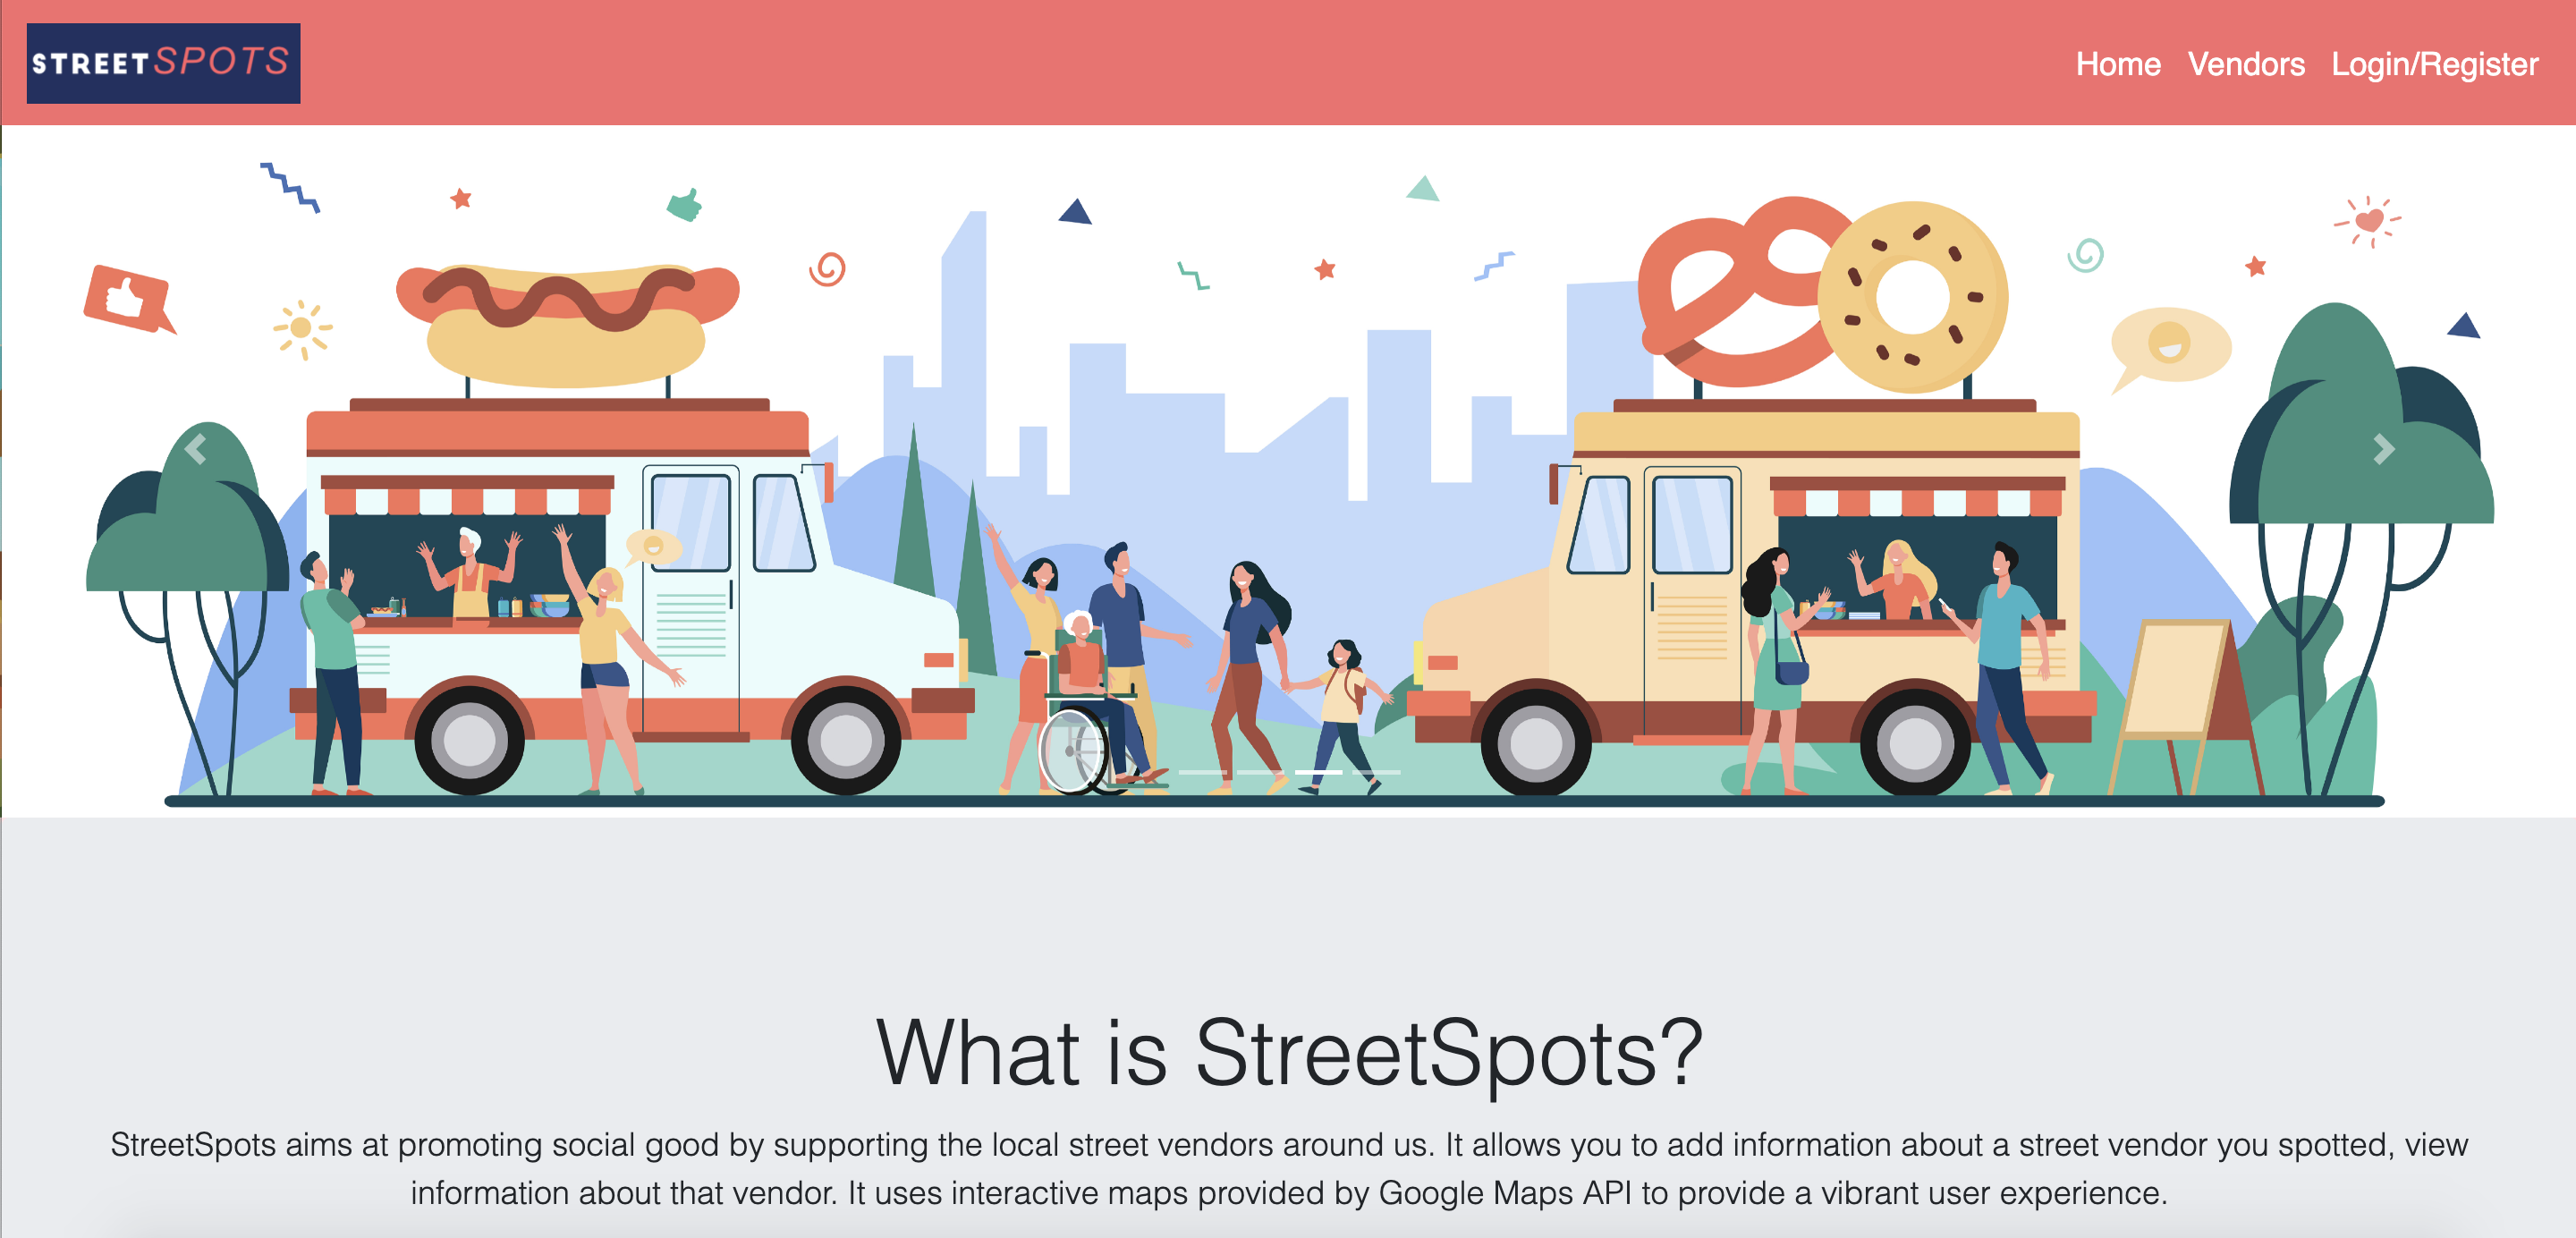 STREETSPOTS
Home Vendors Login/Register
What is StreetSpots?
StreetSpots aims at promoting social good by supporting the local street vendors around us. It allows you to add information about a street vendor you spotted, view
information about that vendor. It uses interactive maps provided by Google Maps API to provide a vibrant user experience.